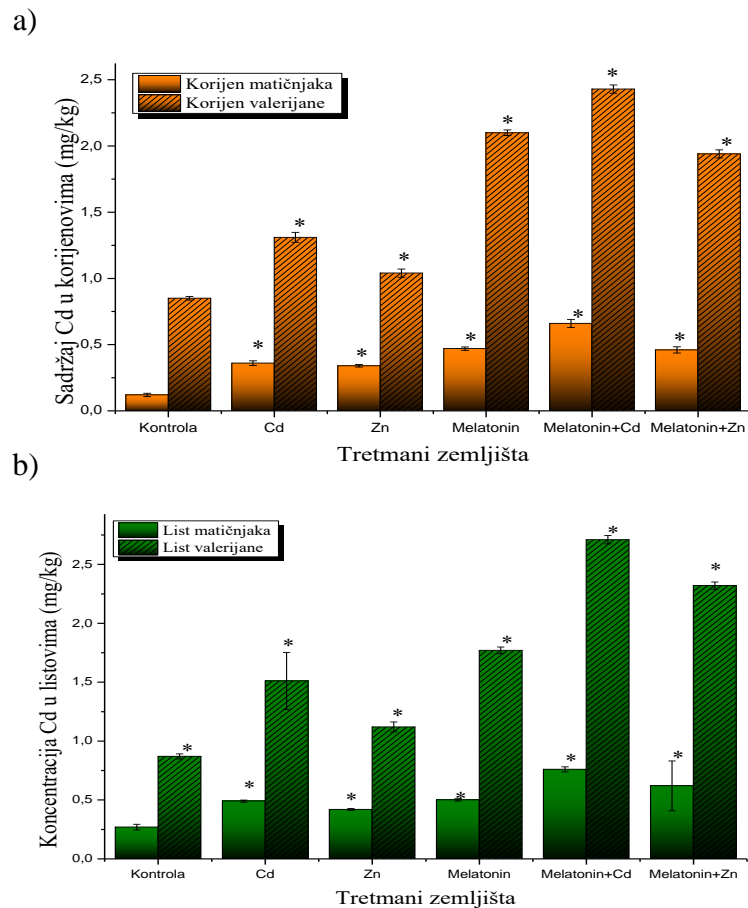 a)
Korijen matičnjaka
Korijen valerijane
Sadržaj Cd u korijenovima (mg/kg)
2,5
2,0
1,5
1,0
0,5
0,0
* * * * * * * * * *
Kontrola Cd Zn Melatonin Melatonin+Cd Melatonin+Zn
Tretmani zemljišta
b)
List matičnjaka
List valerijane
Koncentracija Cd u listovima (mg/kg)
2,5
2,0
1,5
1,0
0,5
0,0
* * * * * * * * * * *
Kontrola Cd Zn Melatonin Melatonin+Cd Melatonin+Zn
Tretmani zemljišta